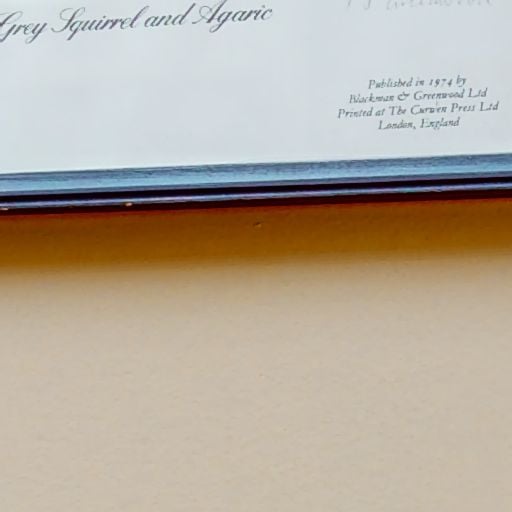 Grey Squirrel and Agaric
Published in 1974 by
Blackman & Greenwood Ltd
Printed at The Curwen Press Ltd
London, England